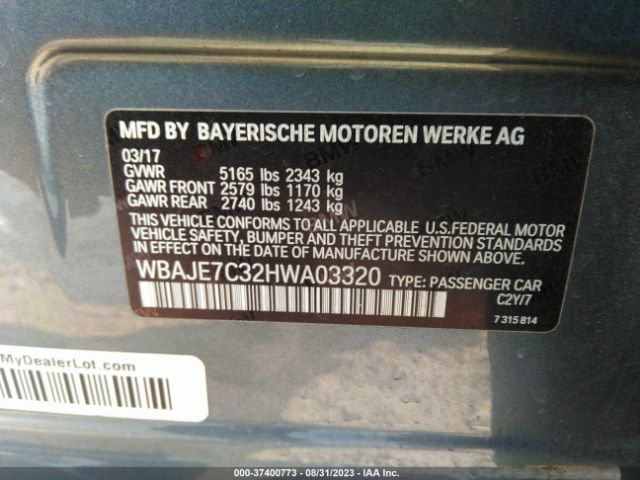 MFD BY BAYERISCHE MOTOREN WERKE AG
03/17
GVWR 5165 lbs 2343 kg
GAWR FRONT 2579 lbs 1170 kg
GAWR REAR 2740 lbs 1243 kg
THIS VEHICLE CONFORMS TO ALL APPLICABLE U.S.FEDERAL MOTOR
VEHICLE SAFETY, BUMPER AND THEFT PREVENTION STANDARDS
IN EFFECT ON THE DATE OF MANUFACTURE SHOWN ABOVE.
WBAJE7C32HWA03320 TYPE: PASSENGER CAR
C2Y/7
7315814
MyDealerLot.com
000-37400773 - 08/31/2023 - IAA Inc.